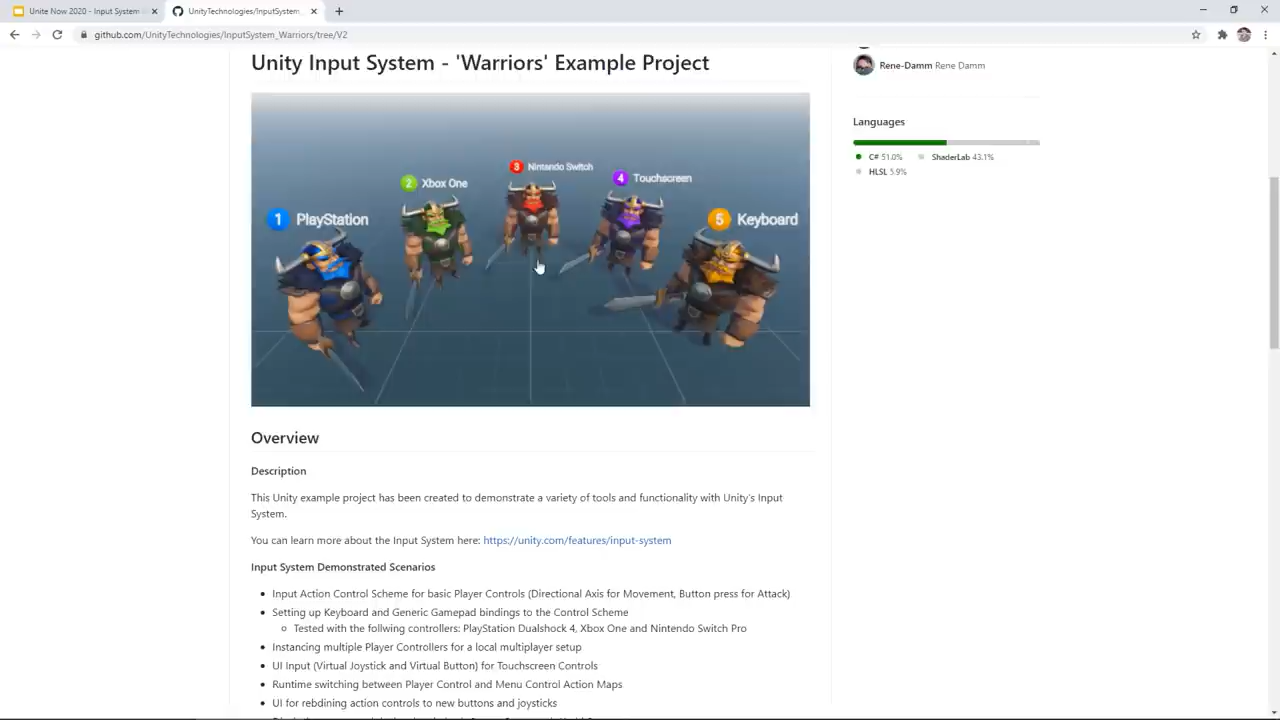 Unite Now 2020 - Input System
UnityTechnologies/InputSystem_
github.com/UnityTechnologies/InputSystem_Warriors/tree/V2
Unity Input System - 'Warriors' Example Project
1 PlayStation
2 Xbox One
3 Nintendo Switch
4 Touchscreen
5 Keyboard
Overview
Description
This Unity example project has been created to demonstrate a variety of tools and functionality with Unity's Input
System.
You can learn more about the Input System here: https://unity.com/features/input-system
Input System Demonstrated Scenarios
Input Action Control Scheme for basic Player Controls (Directional Axis for Movement, Button press for Attack)
Setting up Keyboard and Generic Gamepad bindings to the Control Scheme
Tested with the follwing controllers: PlayStation Dualshock 4, Xbox One and Nintendo Switch Pro
Instancing multiple Player Controllers for a local multiplayer setup
UI Input (Virtual Joystick and Virtual Button) for Touchscreen Controls
Runtime switching between Player Control and Menu Control Action Maps
UI for rebdining action controls to new buttons and joysticks
Rene-Damm Rene Damm
Languages
C# 51.0% ShaderLab 43.1%
HLSL 5.9%